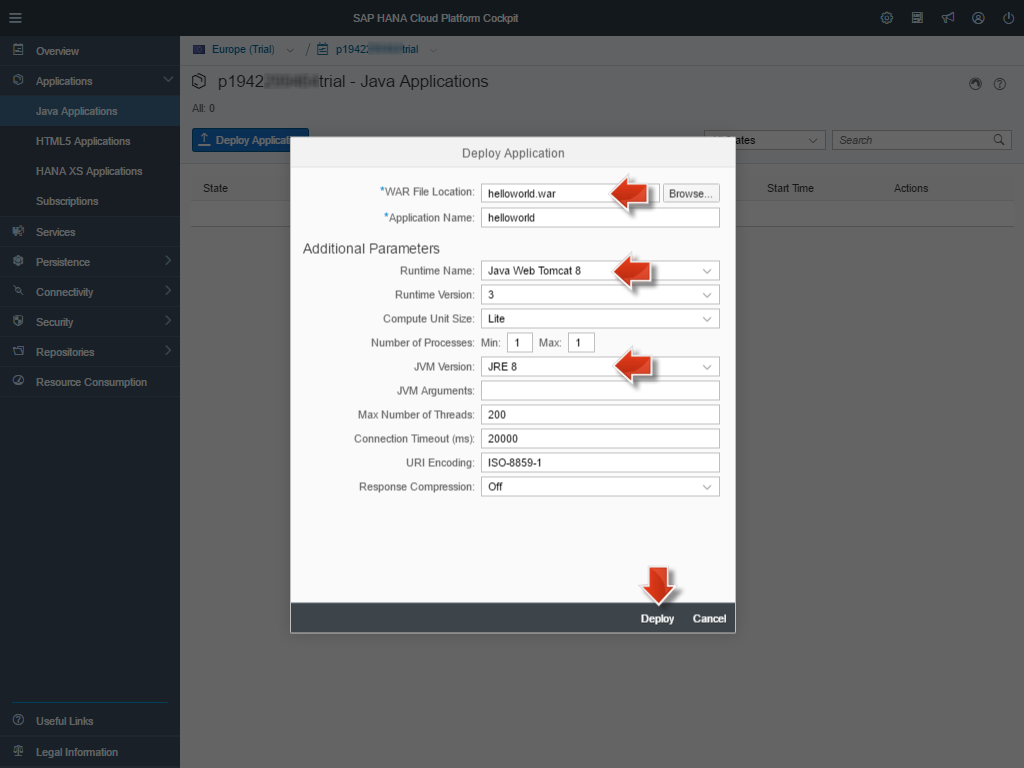 SAP HANA Cloud Platform Cockpit
Overview
Applications
Java Applications
HTML5 Applications
HANA XS Applications
Subscriptions
Services
Persistence
Connectivity
Security
Repositories
Resource Consumption
Useful Links
Legal Information
Europe (Trial) / p1942 trial
p1942 trial - Java Applications
All: 0
Deploy Applicati
ates
Search
State
Start Time
Actions
Deploy Application
*WAR File Location: helloworld.war Browse...
*Application Name: helloworld
Additional Parameters
Runtime Name: Java Web Tomcat 8
Runtime Version: 3
Compute Unit Size: Lite
Number of Processes: Min: 1 Max: 1
JVM Version: JRE 8
JVM Arguments:
Max Number of Threads: 200
Connection Timeout (ms): 20000
URI Encoding: ISO-8859-1
Response Compression: Off
Deploy Cancel